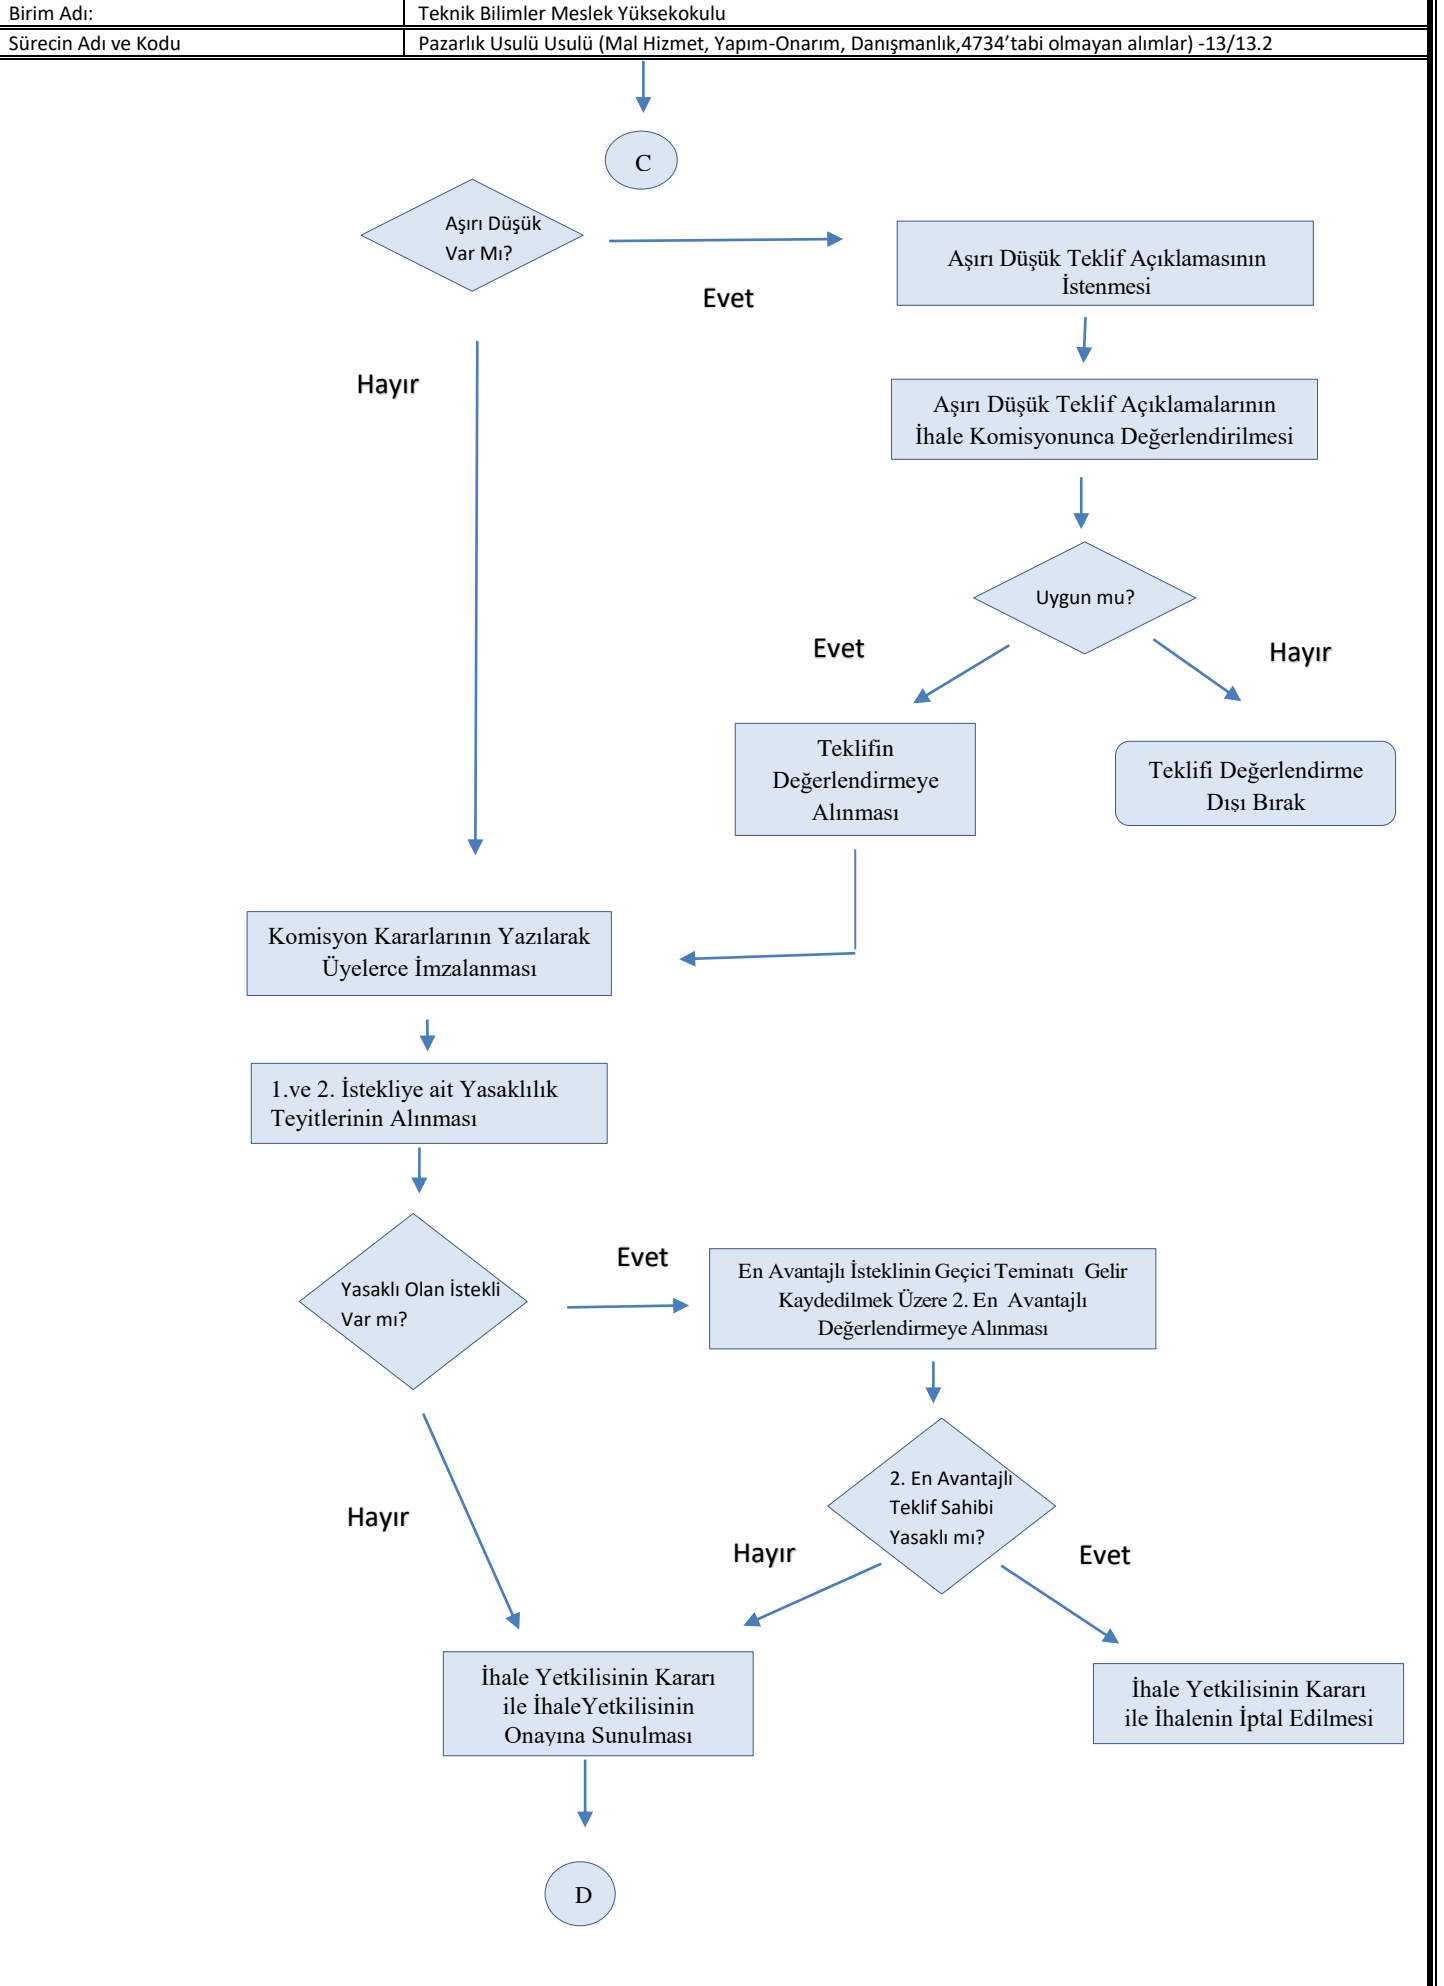 Birim Adı: Teknik Bilimler Meslek Yüksekokulu
Sürecin Adı ve Kodu Pazarlık Usulü Usulü (Mal Hizmet, Yapım-Onarım, Danışmanlık,4734’tabi olmayan alımlar) -13/13.2
C
Aşırı Düşük
Var Mı?
Evet
Aşırı Düşük Teklif Açıklamasının
İstenmesi
Hayır
Aşırı Düşük Teklif Açıklamalarının
İhale Komisyonunca Değerlendirilmesi
Uygun mu?
Evet
Hayır
Teklifin
Değerlendirmeye
Alınması
Teklifi Değerlendirme
Dışı Bırak
Komisyon Kararlarının Yazılarak
Üyelerce İmzalanması
1.ve 2. İstekliye ait Yasaklılık
Teyitlerinin Alınması
Yasaklı Olan İstekli
Var mı?
Evet
En Avantajlı İsteklinin Geçici Teminatı Gelir
Kaydedilmek Üzere 2. En Avantajlı
Değerlendirmeye Alınması
Hayır
2. En Avantajlı
Teklif Sahibi
Yasaklı mı?
Hayır
Evet
İhale Yetkilisinin Kararı
ile İhaleYetkilisinin
Onayına Sunulması
İhale Yetkilisinin Kararı
ile İhalenin İptal Edilmesi
D